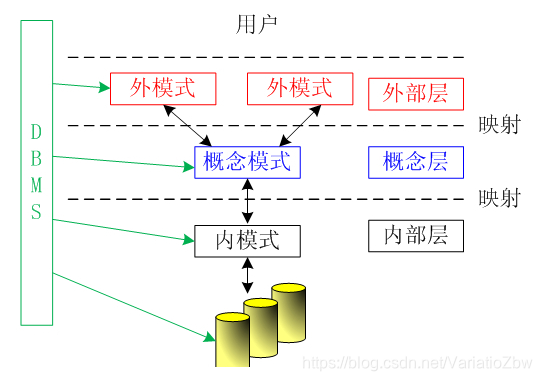 用户
外模式
外模式
外部层
映射
DBMS
概念模式
概念层
映射
内模式
内部层
https://blog.csdn.net/VariatioZbw